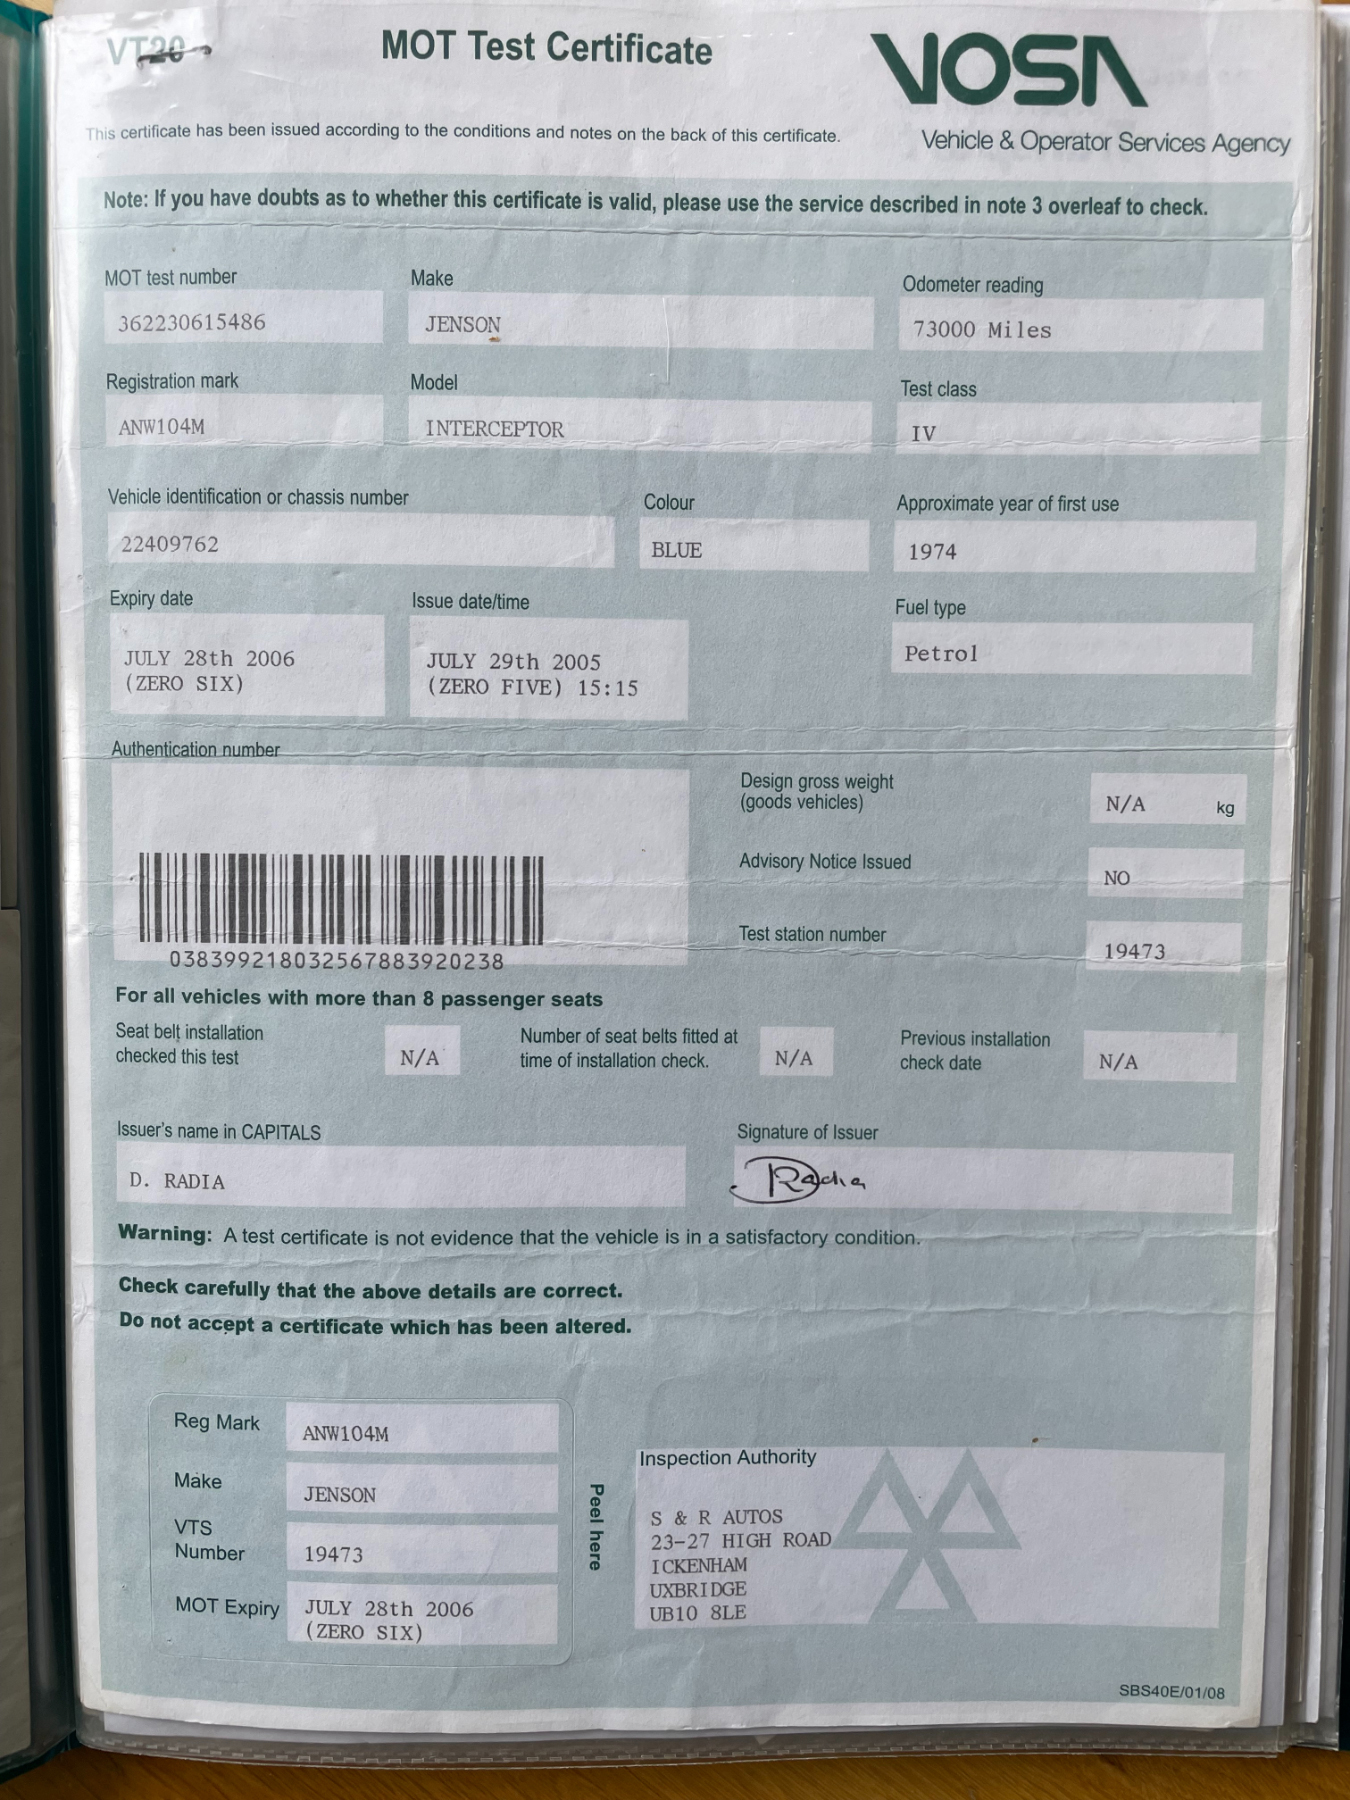 VT20
MOT Test Certificate
VOSA
Vehicle & Operator Services Agency
This certificate has been issued according to the conditions and notes on the back of this certificate.
Note: If you have doubts as to whether this certificate is valid, please use the service described in note 3 overleaf to check.
MOT test number
362230615486
Make
JENSON
Odometer reading
73000 Miles
Registration mark
ANW104M
Model
INTERCEPTOR
Test class
IV
Vehicle identification or chassis number
22409762
Colour
BLUE
Approximate year of first use
1974
Expiry date
JULY 28th 2006
(ZERO SIX)
Issue date/time
JULY 29th 2005
(ZERO FIVE) 15:15
Fuel type
Petrol
Authentication number
038399218032567883920238
Design gross weight
(goods vehicles)
N/A kg
Advisory Notice Issued
NO
Test station number
19473
For all vehicles with more than 8 passenger seats
Seat belt installation
checked this test
N/A
Number of seat belts fitted at
time of installation check.
N/A
Previous installation
check date
N/A
Issuer's name in CAPITALS
D. RADIA
Signature of Issuer
DRadia
Warning: A test certificate is not evidence that the vehicle is in a satisfactory condition.
Check carefully that the above details are correct.
Do not accept a certificate which has been altered.
Reg Mark
ANW104M
Make
JENSON
VTS
Number
19473
MOT Expiry
JULY 28th 2006
(ZERO SIX)
Peel here
Inspection Authority
S & R AUTOS
23-27 HIGH ROAD
ICKENHAM
UXBRIDGE
UB10 8LE
SBS40E/01/08